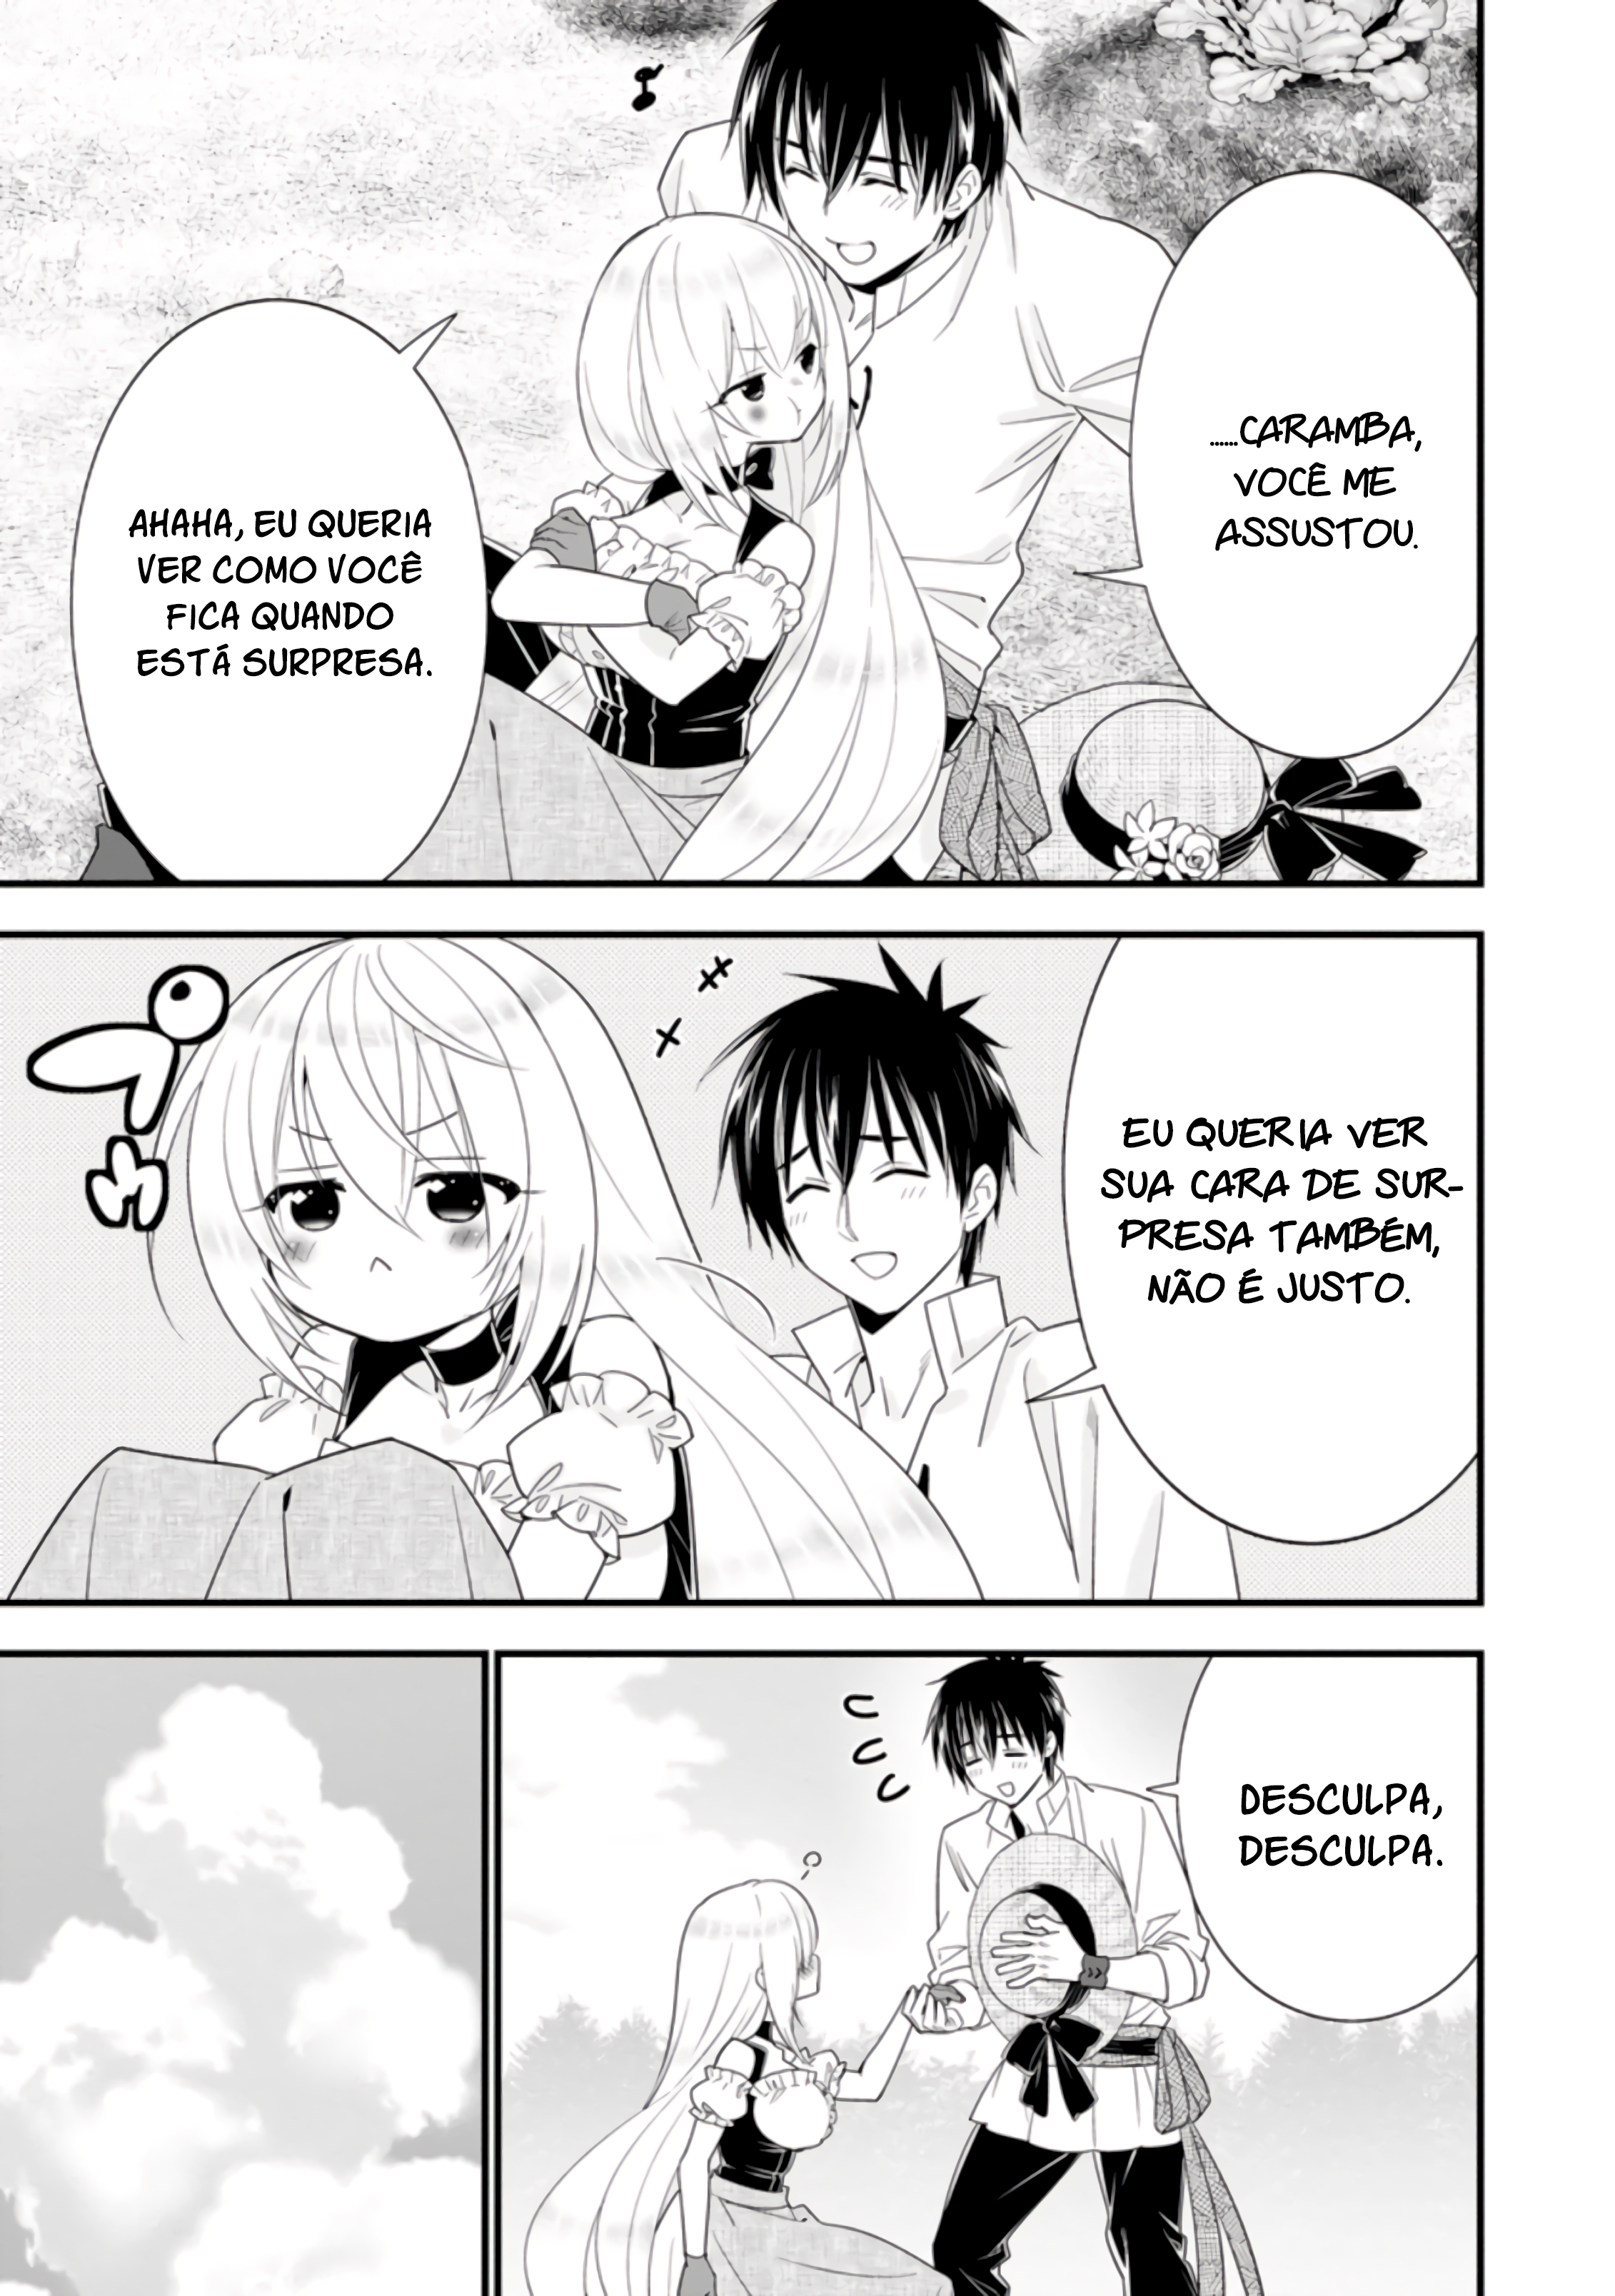 ......CARAMBA,
VOCÊ ME
ASSUSTOU.
AHAHA, EU QUERIA
VER COMO VOCÊ
FICA QUANDO
ESTÁ SURPRESA.
EU QUERIA VER
SUA CARA DE SUR-
PRESA TAMBÉM,
NÃO É JUSTO.
DESCULPA,
DESCULPA.